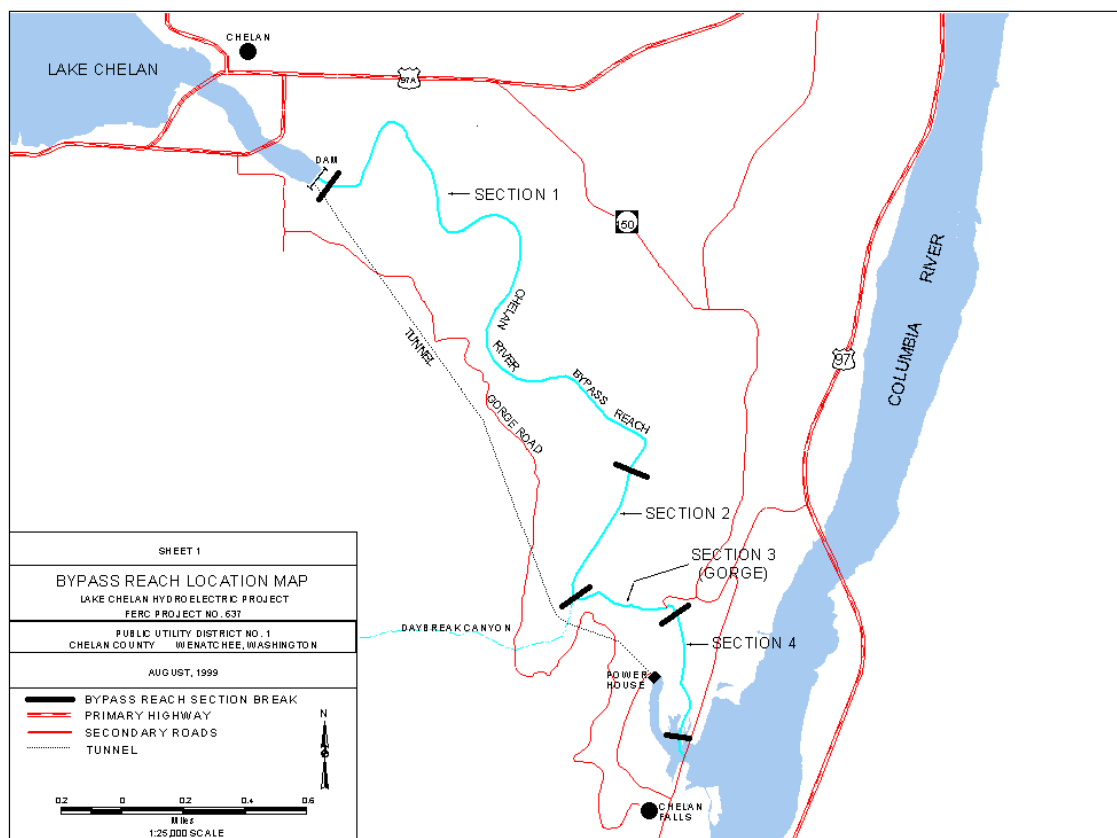 CHELAN
LAKE CHELAN
97A
DAM
SECTION 1
150
RIVER
COLUMBIA
97
CHELAN
RIVER
BYPASS
REACH
TUNNEL
GORGE ROAD
SECTION 2
SECTION 3
(GORGE)
SECTION 4
DAYBREAK CANYON
POWER
HOUSE
CHELAN
FALLS
SHEET 1
BYPASS REACH LOCATION MAP
LAKE CHELAN HYDROELECTRIC PROJECT
FERC PROJECT NO. 637
PUBLIC UTILITY DISTRICT NO. 1
CHELAN COUNTY WENATCHEE, WASHINGTON
AUGUST, 1999
BYPASS REACH SECTION BREAK
PRIMARY HIGHWAY
SECONDARY ROADS
TUNNEL
N
0.2 0 0.2 0.4 0.6
Miles
1:25,000 SCALE